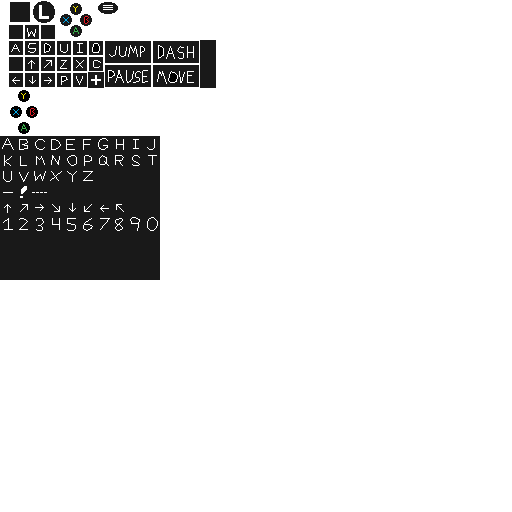 L Y
X B
W A
A S D U I O JUMP DASH
↑ ↗ Z X C
← ↓ → P V + PAUSE MOVE
Y
X B
A
A B C D E F G H I J
K L M N O P Q R S T
U V W X Y Z
— ! ----
↑ ↗ → ↘ ↓ ↙ ← ↖
1 2 3 4 5 6 7 8 9 0